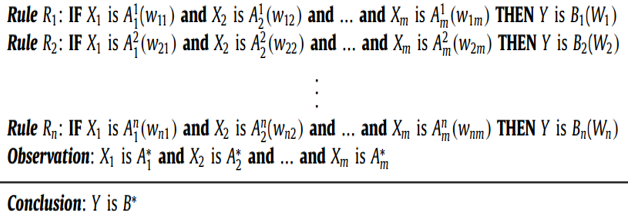 Rule R₁: IF X₁ is A₁¹(w₁₁) and X₂ is A₂¹(w₁₂) and ... and Xₘ is Aₘ¹(w₁ₘ) THEN Y is B₁(W₁)
Rule R₂: IF X₁ is A₁²(w₂₁) and X₂ is A₂²(w₂₂) and ... and Xₘ is Aₘ²(w₂ₘ) THEN Y is B₂(W₂)
⋮
Rule Rₙ: IF X₁ is A₁ⁿ(wₙ₁) and X₂ is A₂ⁿ(wₙ₂) and ... and Xₘ is Aₘⁿ(wₙₘ) THEN Y is Bₙ(Wₙ)
Observation: X₁ is A₁* and X₂ is A₂* and ... and Xₘ is Aₘ*
Conclusion: Y is B*